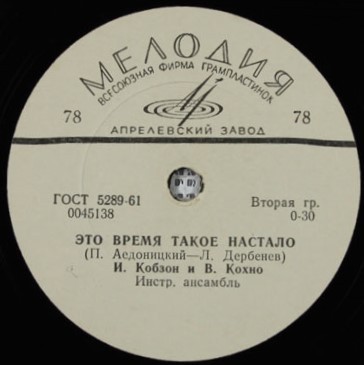 МЕЛОДИЯ
ВСЕСОЮЗНАЯ ФИРМА ГРАМПЛАСТИНОК
78 78
АПРЕЛЕВСКИЙ ЗАВОД
ГОСТ 5289-61 Вторая гр.
0045138 0-30
ЭТО ВРЕМЯ ТАКОЕ НАСТАЛО
(П. Аедоницкий—Л. Дербенев)
И. Кобзон и В. Кохно
Инстр. ансамбль